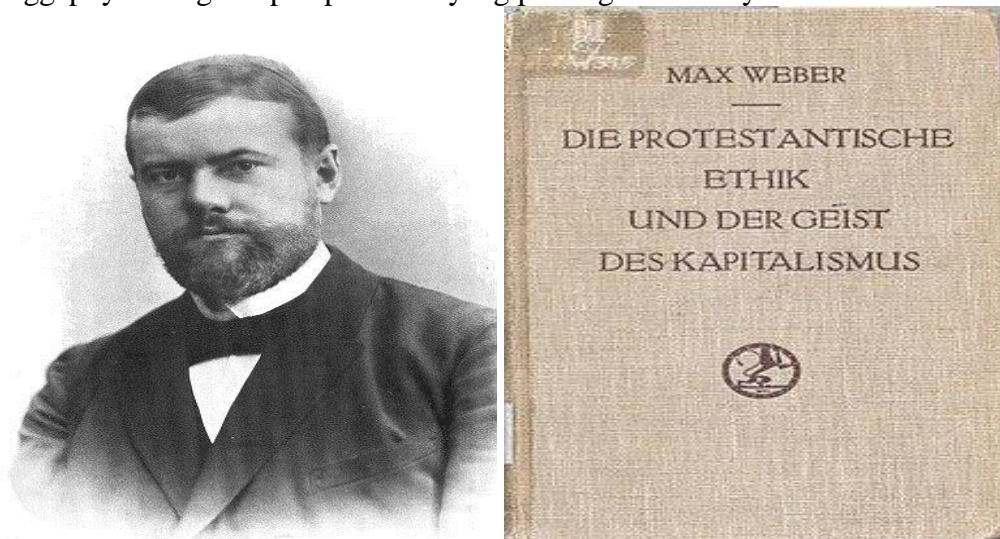 MAX WEBER
DIE PROTESTANTISCHE
ETHIK
UND DER GEIST
DES KAPITALISMUS